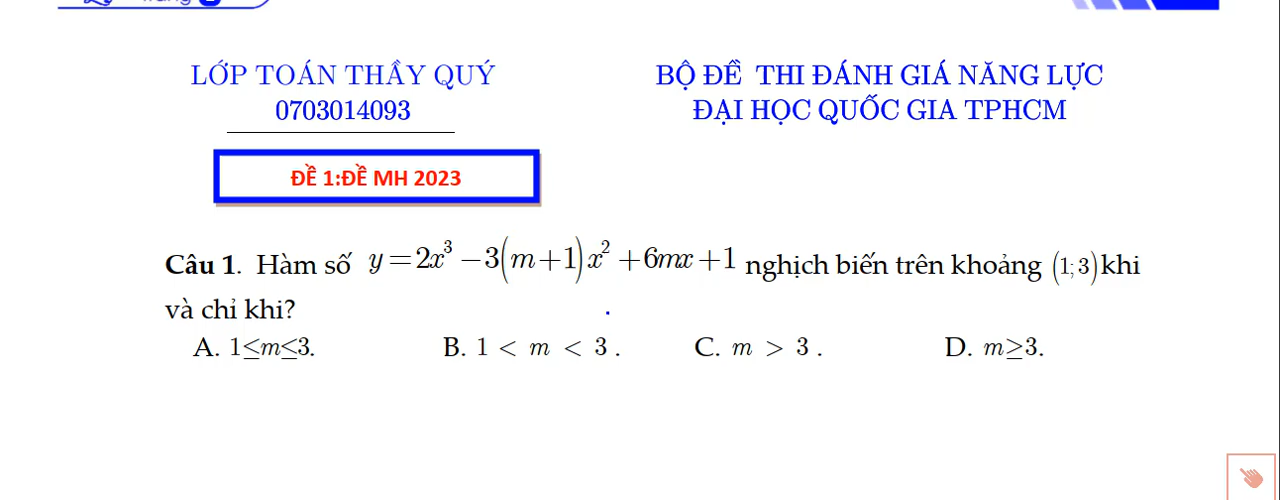 LỚP TOÁN THẦY QUÝ
0703014093
BỘ ĐỀ THI ĐÁNH GIÁ NĂNG LỰC
ĐẠI HỌC QUỐC GIA TPHCM
ĐỀ 1:ĐỀ MH 2023
Câu 1. Hàm số y=2x³−3(m+1)x²+6mx+1 nghịch biến trên khoảng (1;3)khi
và chỉ khi?
A. 1≤m≤3. B. 1 < m < 3 . C. m > 3 . D. m≥3.